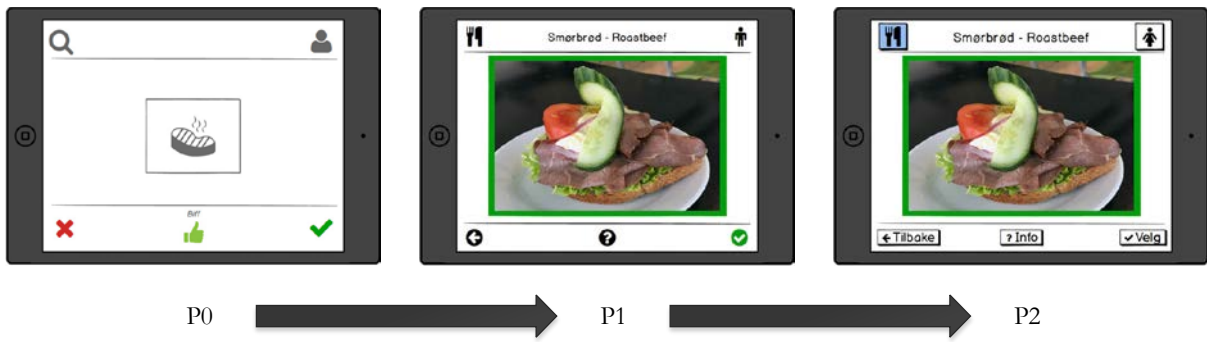 Biff
Smørbrød - Roastbeef
Tilbake
? Info
Velg
Smørbrød - Roastbeef
P0
P1
P2